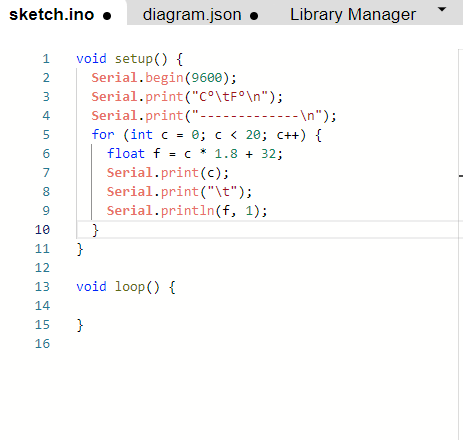 sketch.ino ● diagram.json ● Library Manager
1 void setup() {
2 Serial.begin(9600);
3 Serial.print("C°\tF°\n");
4 Serial.print("-------------\n");
5 for (int c = 0; c < 20; c++) {
6 float f = c * 1.8 + 32;
7 Serial.print(c);
8 Serial.print("\t");
9 Serial.println(f, 1);
10 }
11 }
12
13 void loop() {
14
15 }
16